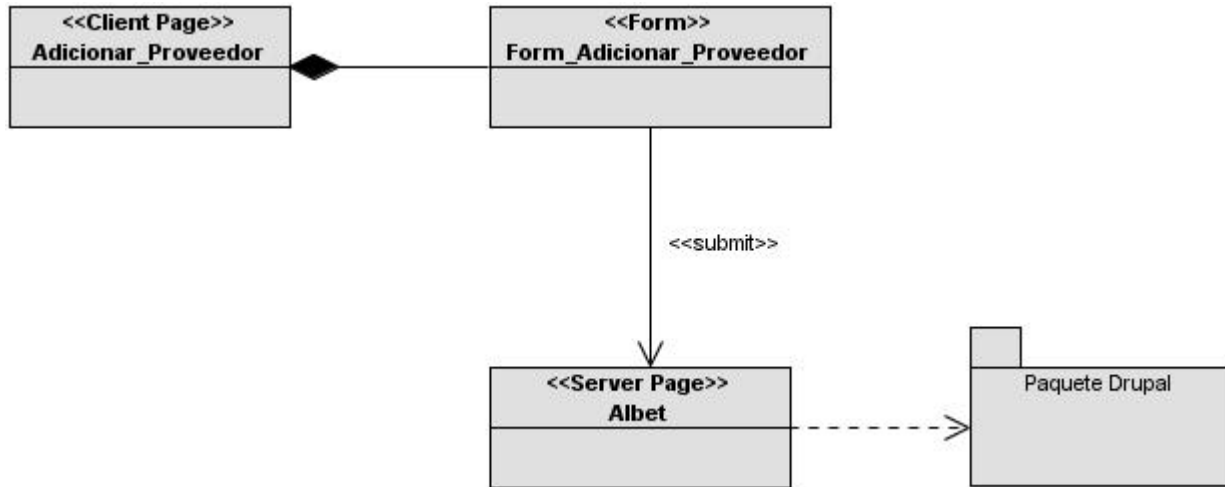 <<Client Page>>
Adicionar_Proveedor
<<Form>>
Form_Adicionar_Proveedor
<<submit>>
<<Server Page>>
Albet
Paquete Drupal